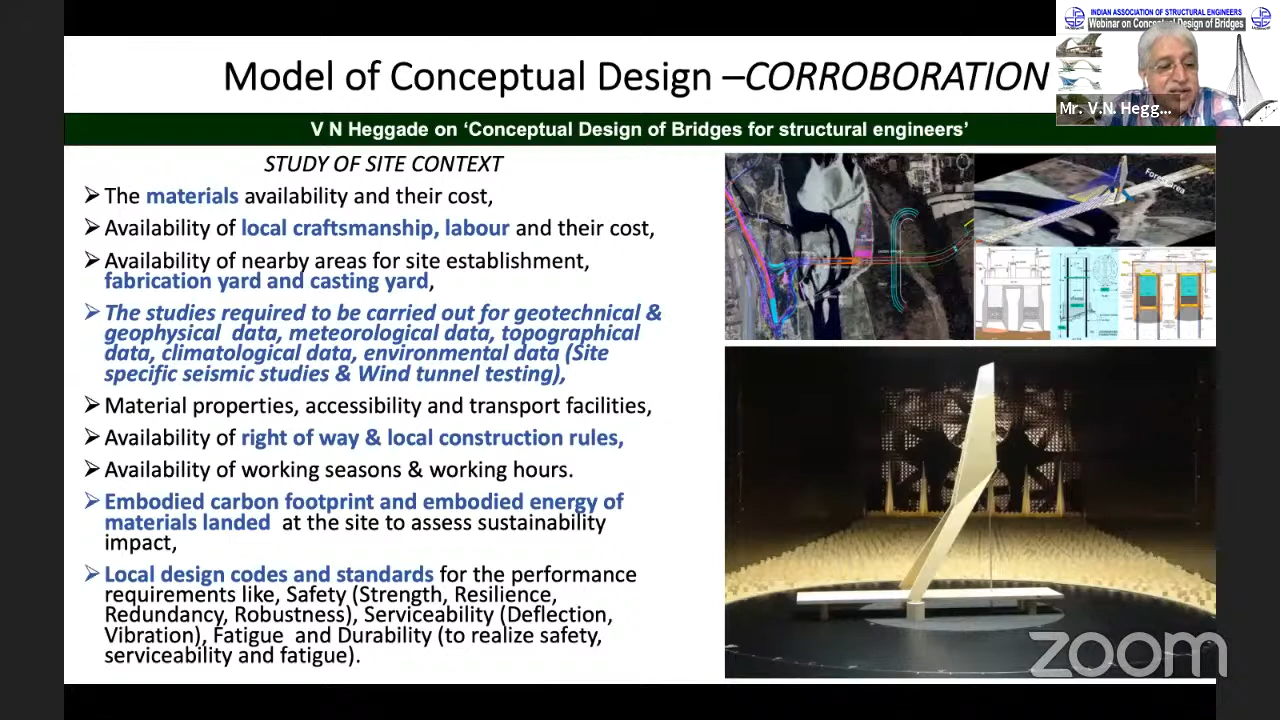 INDIAN ASSOCIATION OF STRUCTURAL ENGINEERS
Webinar on Conceptual Design of Bridges
Mr. V.N. Hegg...
Model of Conceptual Design –CORROBORATION
V N Heggade on ‘Conceptual Design of Bridges for structural engineers’
STUDY OF SITE CONTEXT
➢The materials availability and their cost,
➢Availability of local craftsmanship, labour and their cost,
➢Availability of nearby areas for site establishment,
fabrication yard and casting yard,
➢The studies required to be carried out for geotechnical &
geophysical data, meteorological data, topographical
data, climatological data, environmental data (Site
specific seismic studies & Wind tunnel testing),
➢Material properties, accessibility and transport facilities,
➢Availability of right of way & local construction rules,
➢Availability of working seasons & working hours.
➢Embodied carbon footprint and embodied energy of
materials landed at the site to assess sustainability
impact,
➢Local design codes and standards for the performance
requirements like, Safety (Strength, Resilience,
Redundancy, Robustness), Serviceability (Deflection,
Vibration), Fatigue and Durability (to realize safety,
serviceability and fatigue).
Forest area
zoom